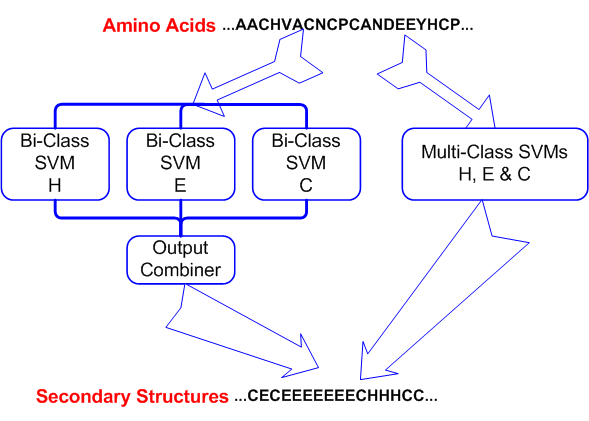 Amino Acids ...AACHVACNCPCANDEEYHCP...
Bi-Class
SVM
H
Bi-Class
SVM
E
Bi-Class
SVM
C
Multi-Class SVMs
H, E & C
Output
Combiner
Secondary Structures ...CECEEEEEEECHHHCC...